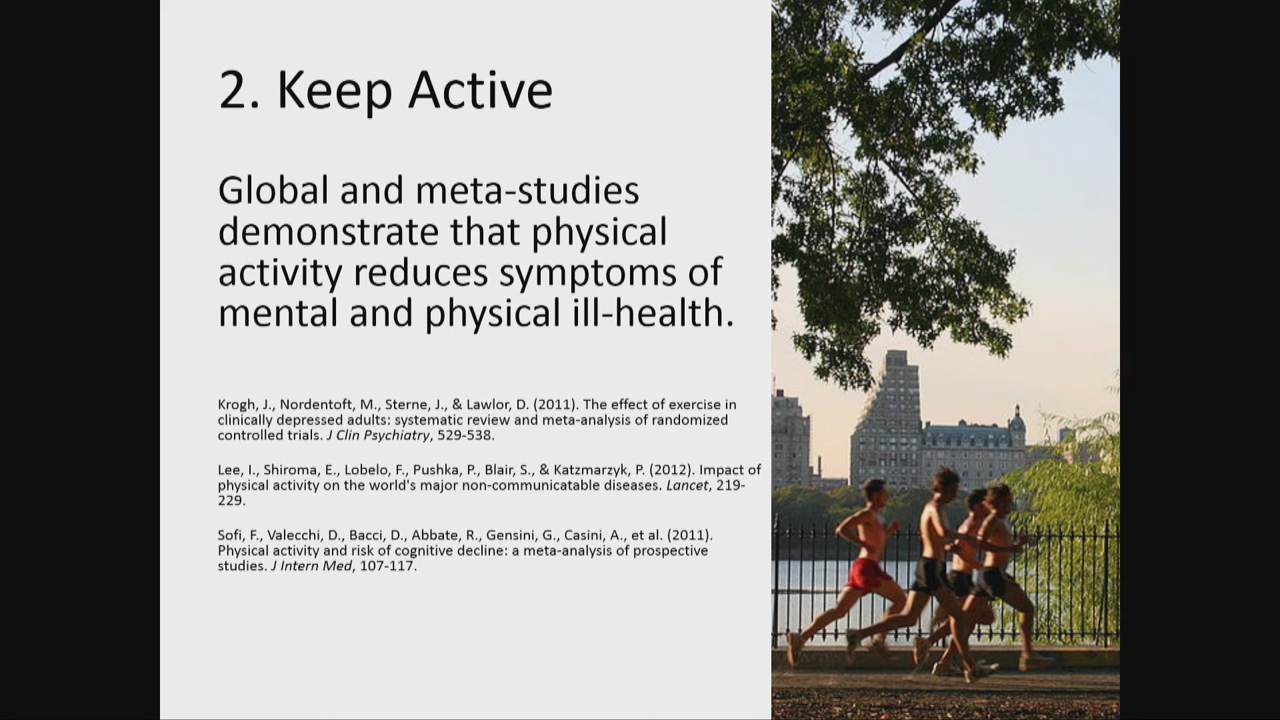 2. Keep Active
Global and meta-studies
demonstrate that physical
activity reduces symptoms of
mental and physical ill-health.
Krogh, J., Nordentoft, M., Sterne, J., & Lawlor, D. (2011). The effect of exercise in
clinically depressed adults: systematic review and meta-analysis of randomized
controlled trials. J Clin Psychiatry, 529-538.
Lee, I., Shiroma, E., Lobelo, F., Pushka, P., Blair, S., & Katzmarzyk, P. (2012). Impact of
physical activity on the world's major non-communicatable diseases. Lancet, 219-
229.
Sofi, F., Valecchi, D., Bacci, D., Abbate, R., Gensini, G., Casini, A., et al. (2011).
Physical activity and risk of cognitive decline: a meta-analysis of prospective
studies. J Intern Med, 107-117.